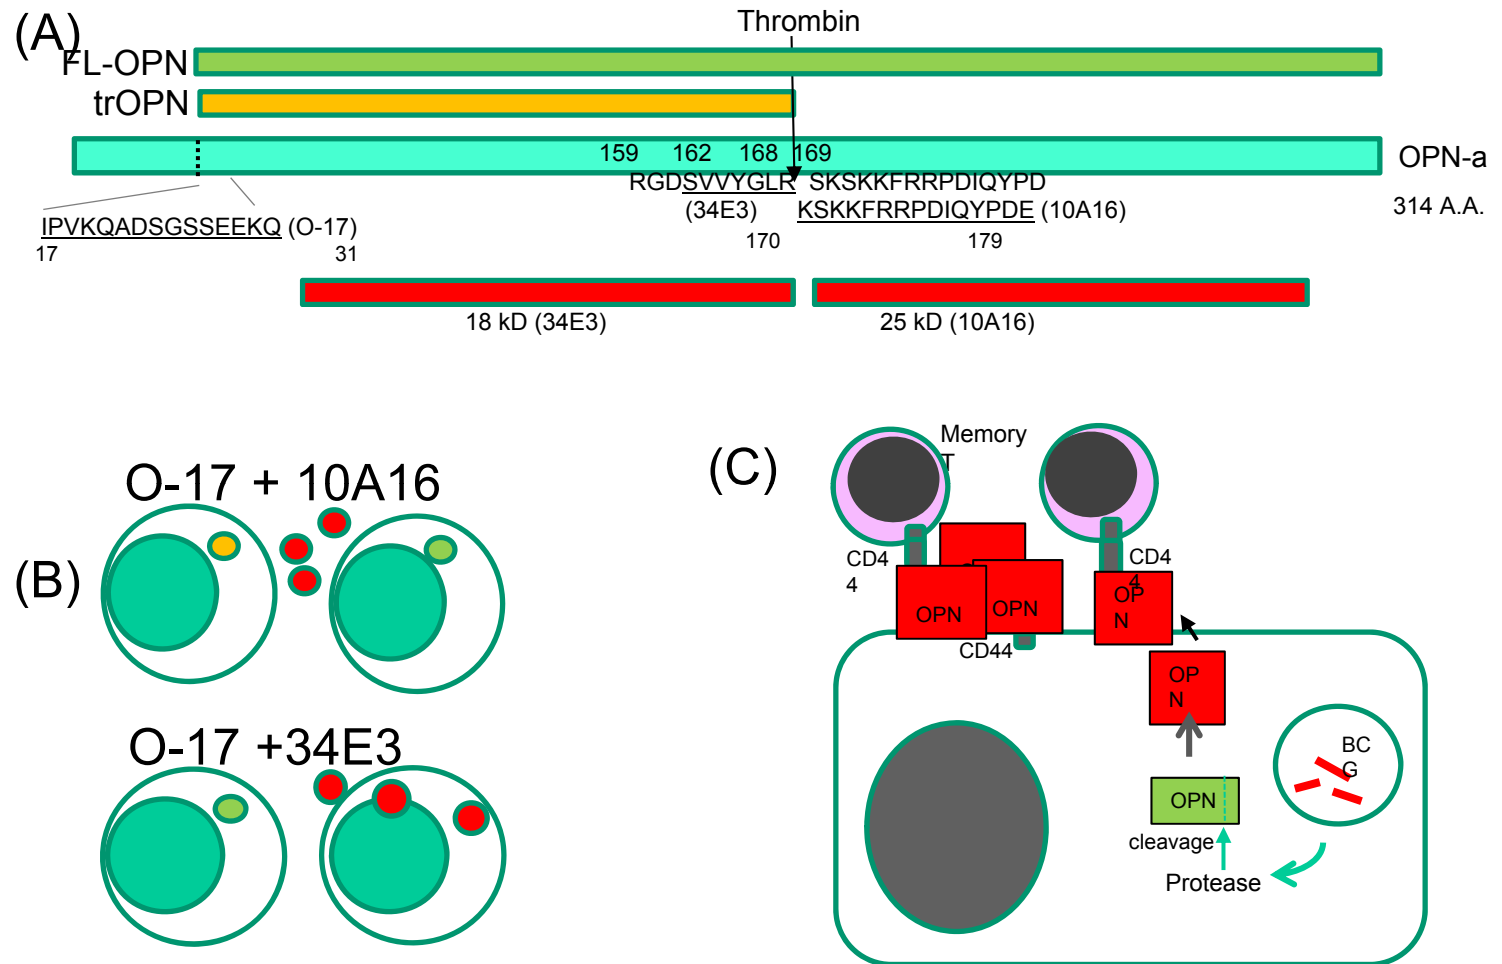 (A)
Thrombin
FL-OPN
trOPN
159 162 168 169
OPN-a
RGDSVVYGLR SKSKKFRRPDIQYPD
(34E3) KSKKFRRPDIQYPDE (10A16)
314 A.A.
IPVKQADSGSSEEKQ (O-17)
170 179
17 31
18 kD (34E3) 25 kD (10A16)
(B)
O-17 + 10A16
O-17 +34E3
(C)
Memory
T
CD4
4
CD4
4
OPN
OPN
OP
N
CD44
OP
N
BC
G
OPN
cleavage
Protease